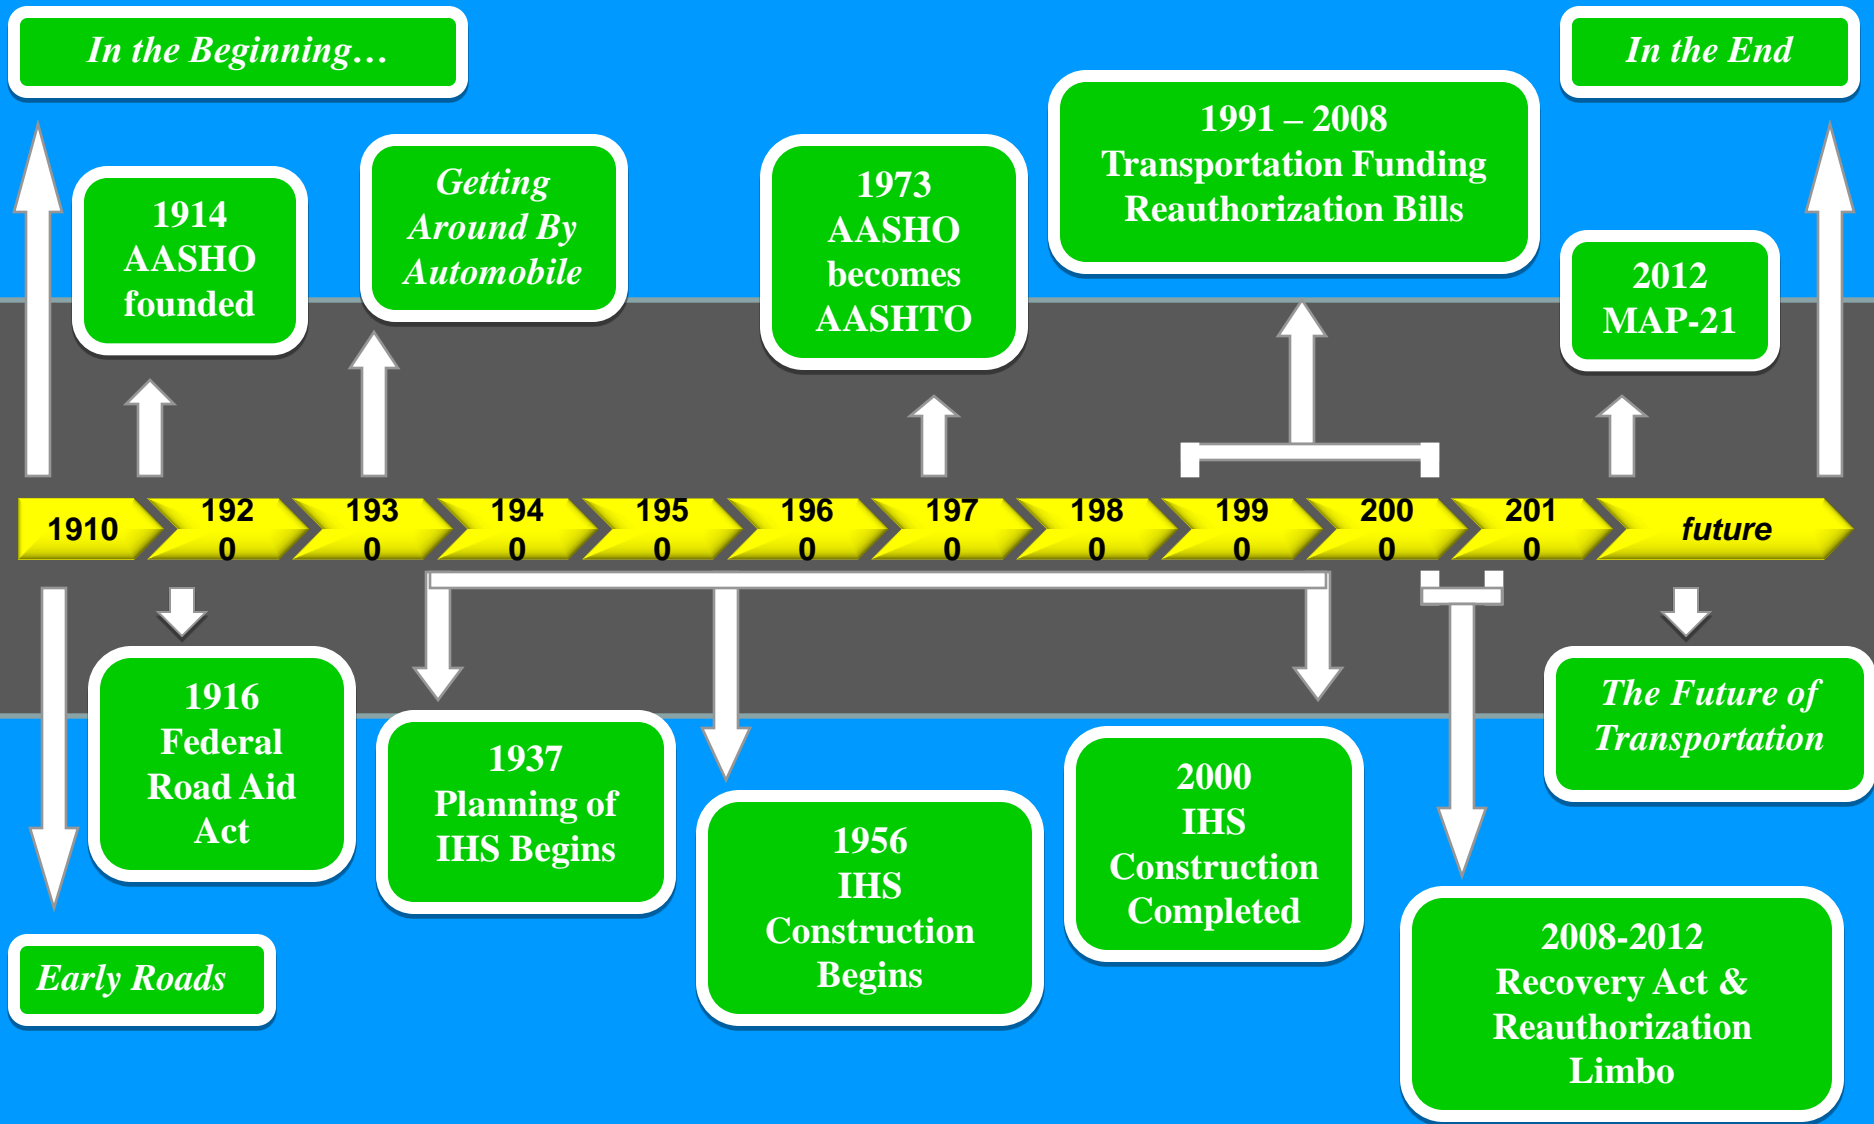 In the Beginning…
In the End
1914
AASHO
founded
Getting
Around By
Automobile
1973
AASHO
becomes
AASHTO
1991 – 2008
Transportation Funding
Reauthorization Bills
2012
MAP-21
1910
192
0
193
0
194
0
195
0
196
0
197
0
198
0
199
0
200
0
201
0
future
Early Roads
1916
Federal
Road Aid
Act
1937
Planning of
IHS Begins
1956
IHS
Construction
Begins
2000
IHS
Construction
Completed
2008-2012
Recovery Act &
Reauthorization
Limbo
The Future of
Transportation